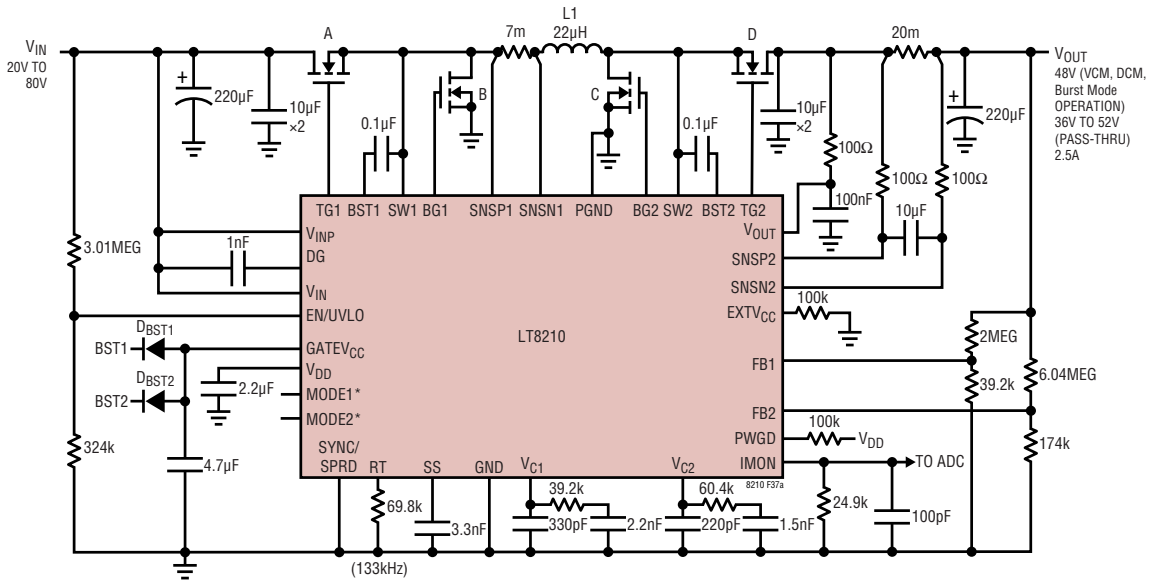 A
7m
L1
22µH
D
20m
VIN
20V TO
80V
VOUT
48V (VCM, DCM,
Burst Mode
OPERATION)
36V TO 52V
(PASS-THRU)
2.5A
+
220µF
10µF
×2
0.1µF
B
C
0.1µF
10µF
×2
+
220µF
100Ω
100Ω
100Ω
100nF
10µF
TG1 BST1 SW1 BG1 SNSP1 SNSN1 PGND BG2 SW2 BST2 TG2
3.01MEG
1nF
VINP
DG
VIN
EN/UVLO
VOUT
SNSP2
SNSN2
100k
EXTVCC
LT8210
DBST1
BST1
GATEVCC
VDD
DBST2
BST2
2.2µF
MODE1*
MODE2*
FB1
2MEG
39.2k
6.04MEG
FB2
100k
PWGD
VDD
174k
324k
4.7µF
SYNC/
SPRD RT SS GND VC1 VC2
IMON
TO ADC
8210 F37a
69.8k
3.3nF
39.2k
330pF
2.2nF
60.4k
220pF
1.5nF
24.9k
100pF
(133kHz)